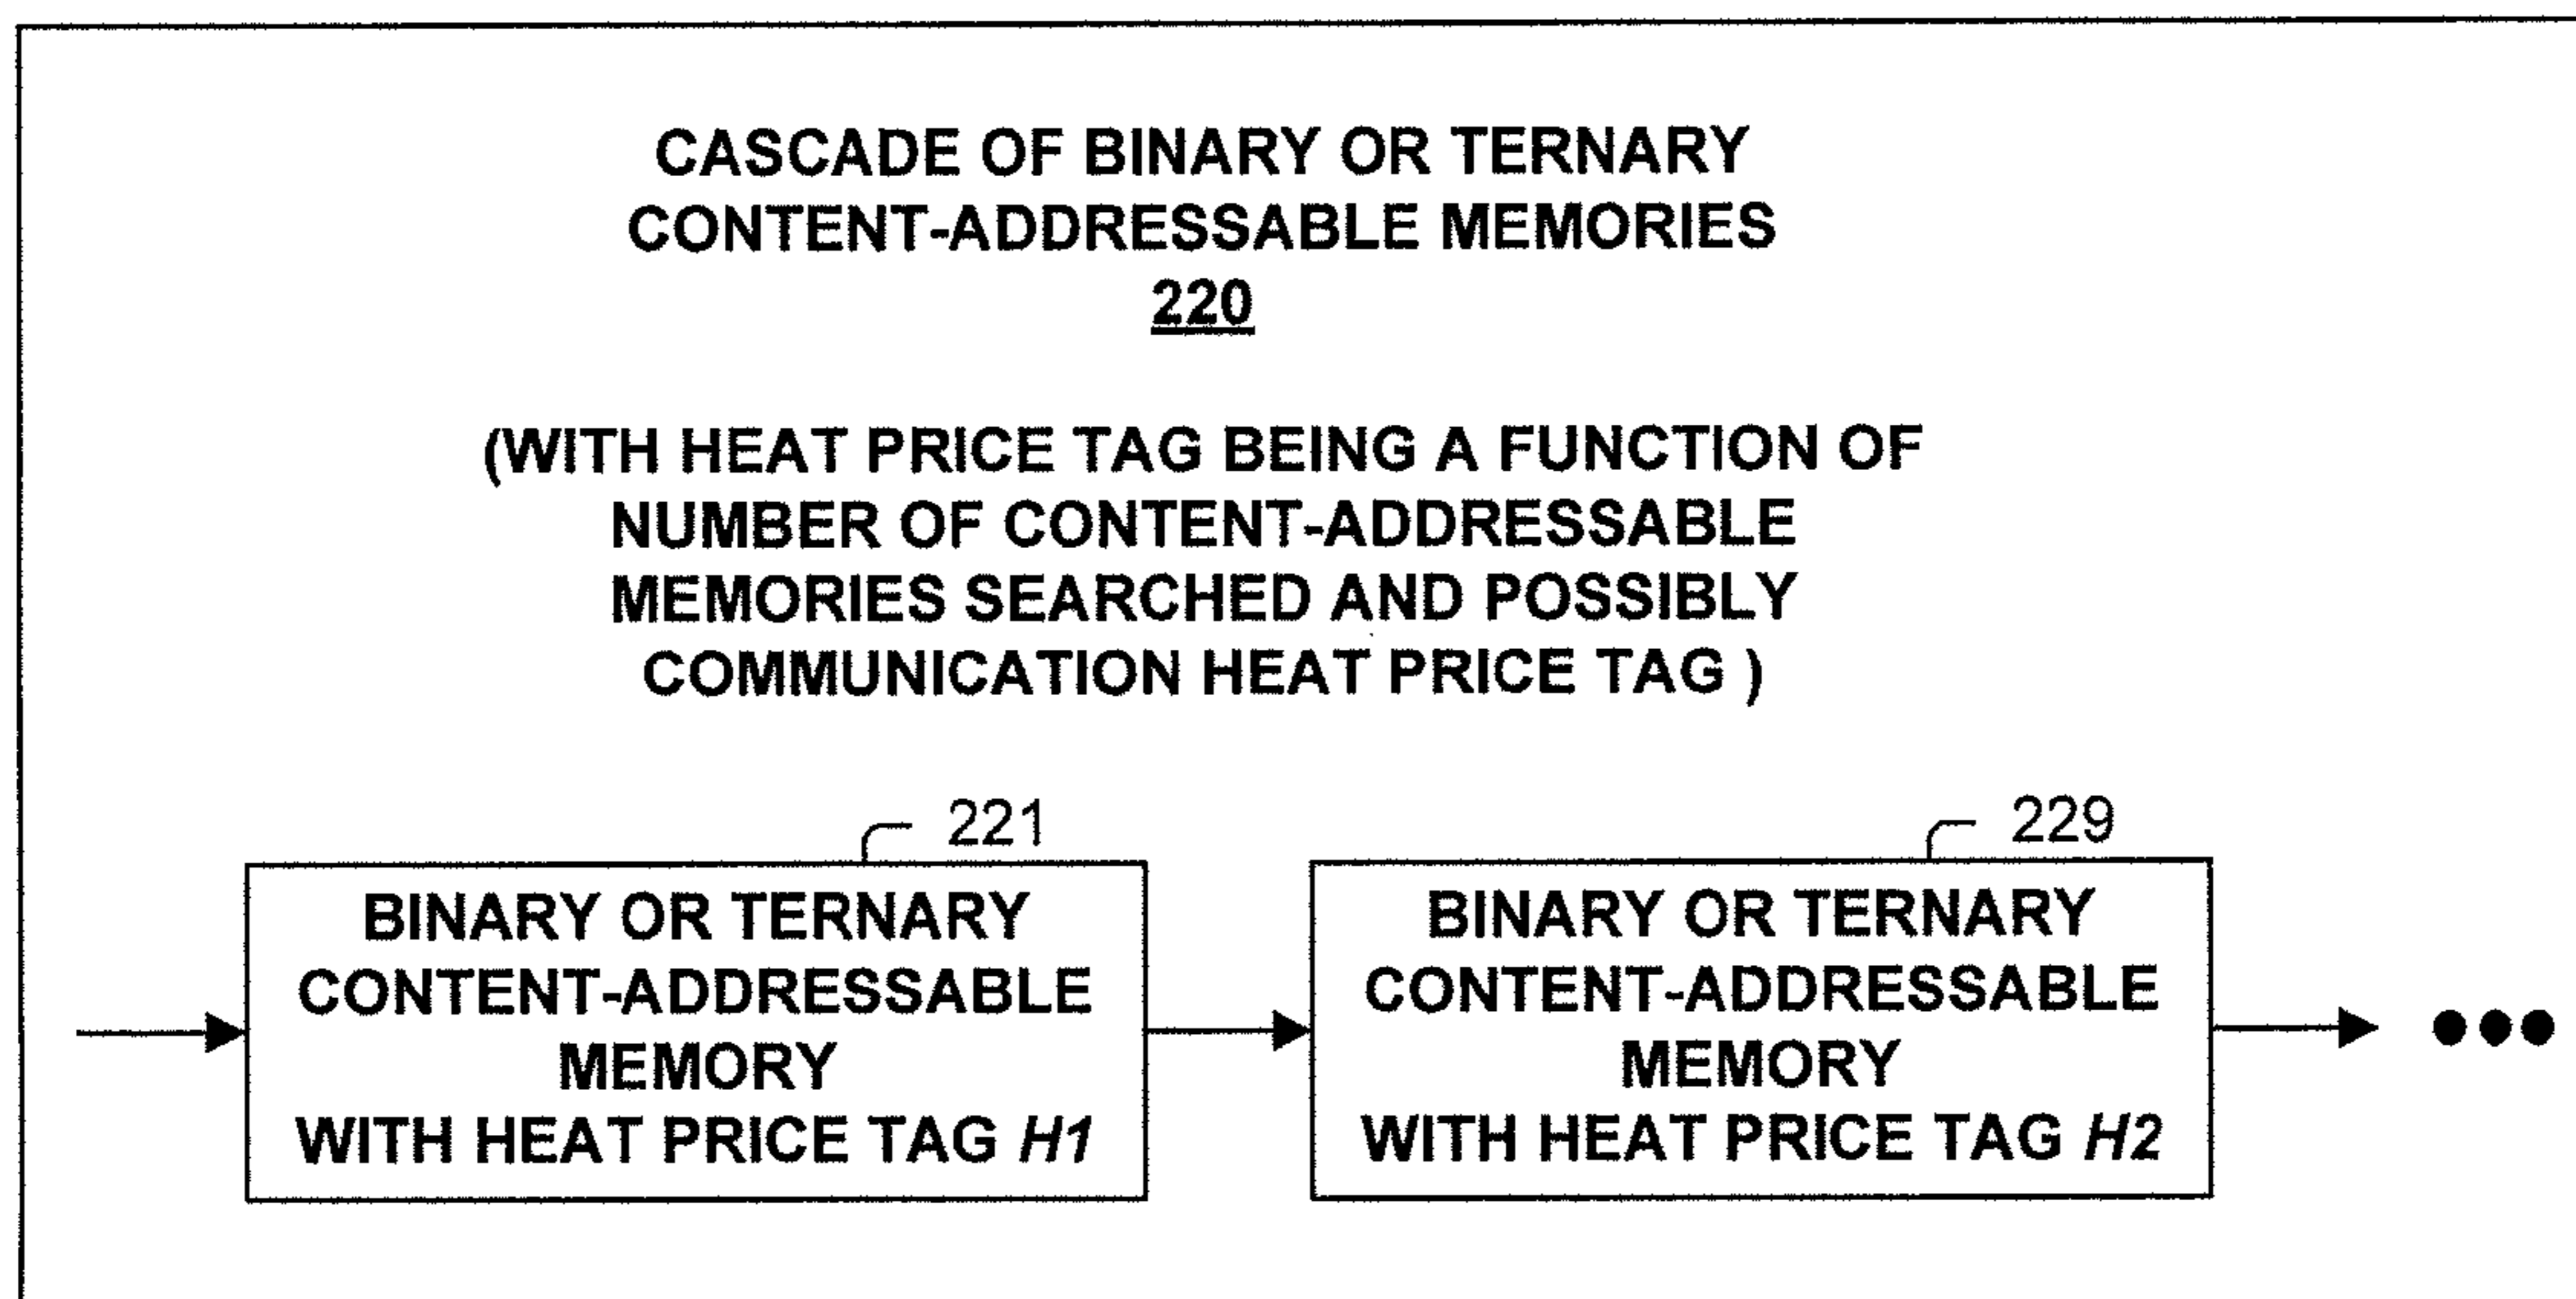 CASCADE OF BINARY OR TERNARY
CONTENT-ADDRESSABLE MEMORIES
220
(WITH HEAT PRICE TAG BEING A FUNCTION OF
NUMBER OF CONTENT-ADDRESSABLE
MEMORIES SEARCHED AND POSSIBLY
COMMUNICATION HEAT PRICE TAG )
221
BINARY OR TERNARY
CONTENT-ADDRESSABLE
MEMORY
WITH HEAT PRICE TAG H1
229
BINARY OR TERNARY
CONTENT-ADDRESSABLE
MEMORY
WITH HEAT PRICE TAG H2